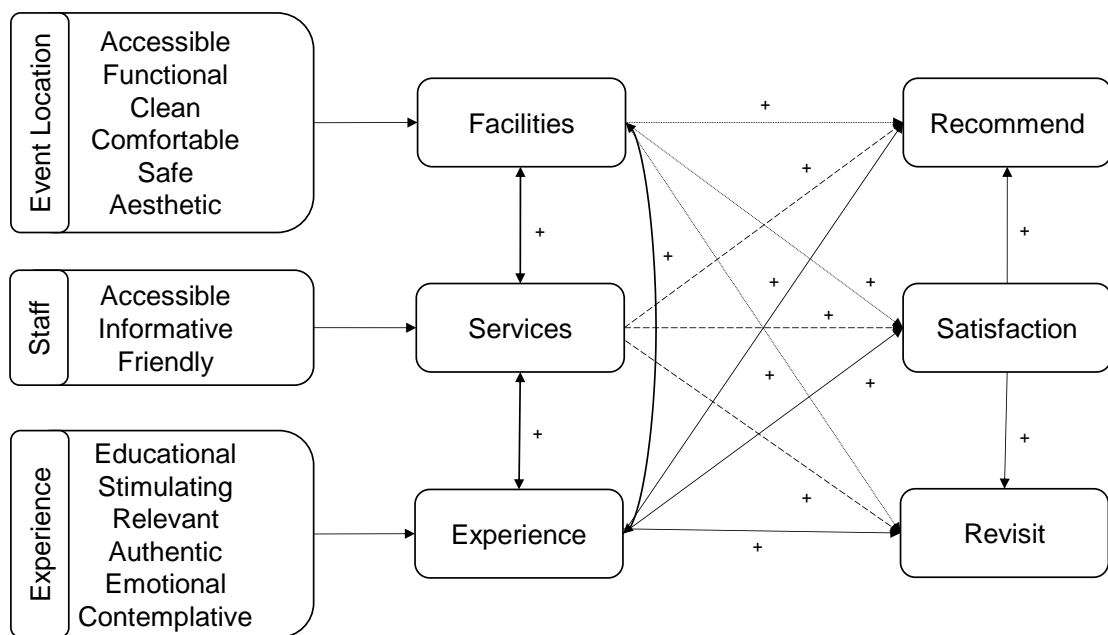 Event Location
Accessible
Functional
Clean
Comfortable
Safe
Aesthetic
Staff
Accessible
Informative
Friendly
Experience
Educational
Stimulating
Relevant
Authentic
Emotional
Contemplative
Facilities
Services
Experience
+
+
+
+
+
+
+
+
+
+
+
+
+
+
Recommend
Satisfaction
Revisit